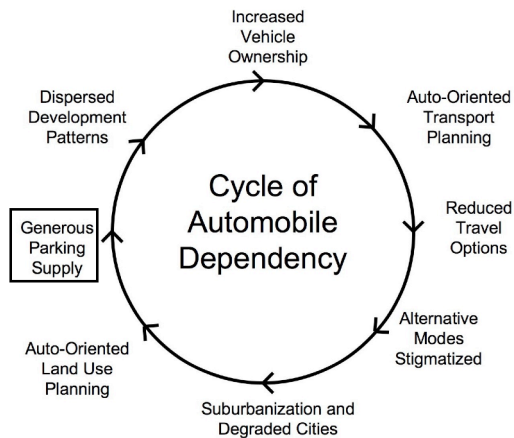 Increased
Vehicle
Ownership
Auto-Oriented
Transport
Planning
Reduced
Travel
Options
Alternative
Modes
Stigmatized
Suburbanization and
Degraded Cities
Auto-Oriented
Land Use
Planning
Generous
Parking
Supply
Dispersed
Development
Patterns
Cycle of
Automobile
Dependency